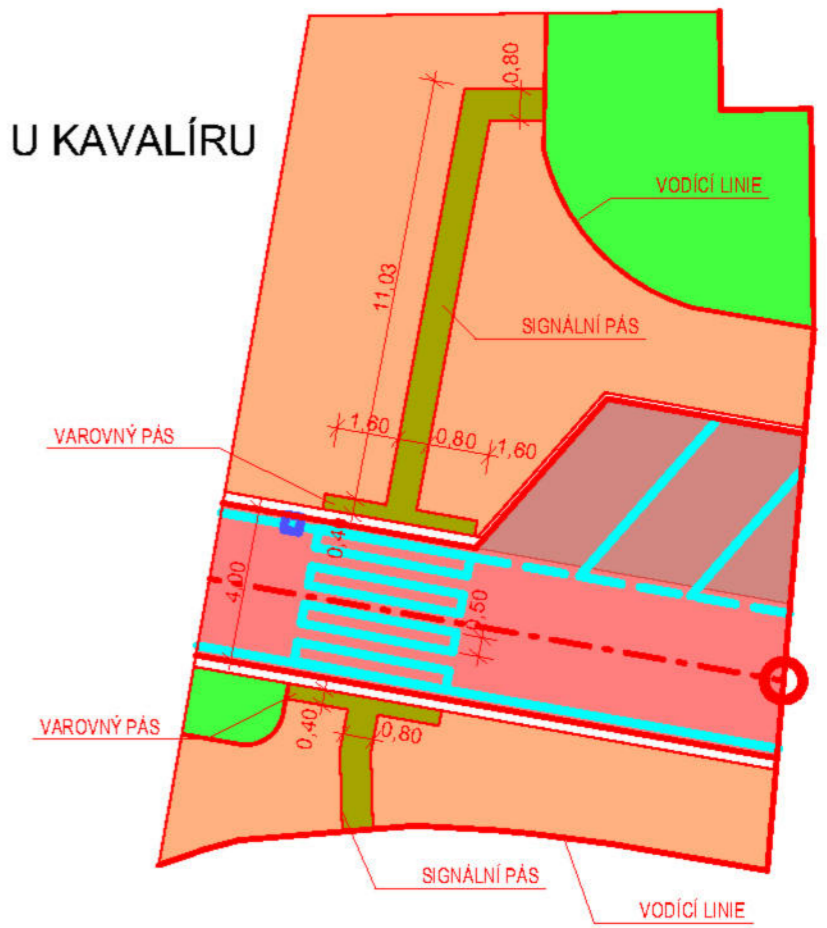 0,80
U KAVALÍRU
VODÍCÍ LINIE
11,03
SIGNÁLNÍ PÁS
VAROVNÝ PÁS
1,60
0,80
1,60
0,40
4,00
0,50
VAROVNÝ PÁS
0,40
0,80
SIGNÁLNÍ PÁS
VODÍCÍ LINIE